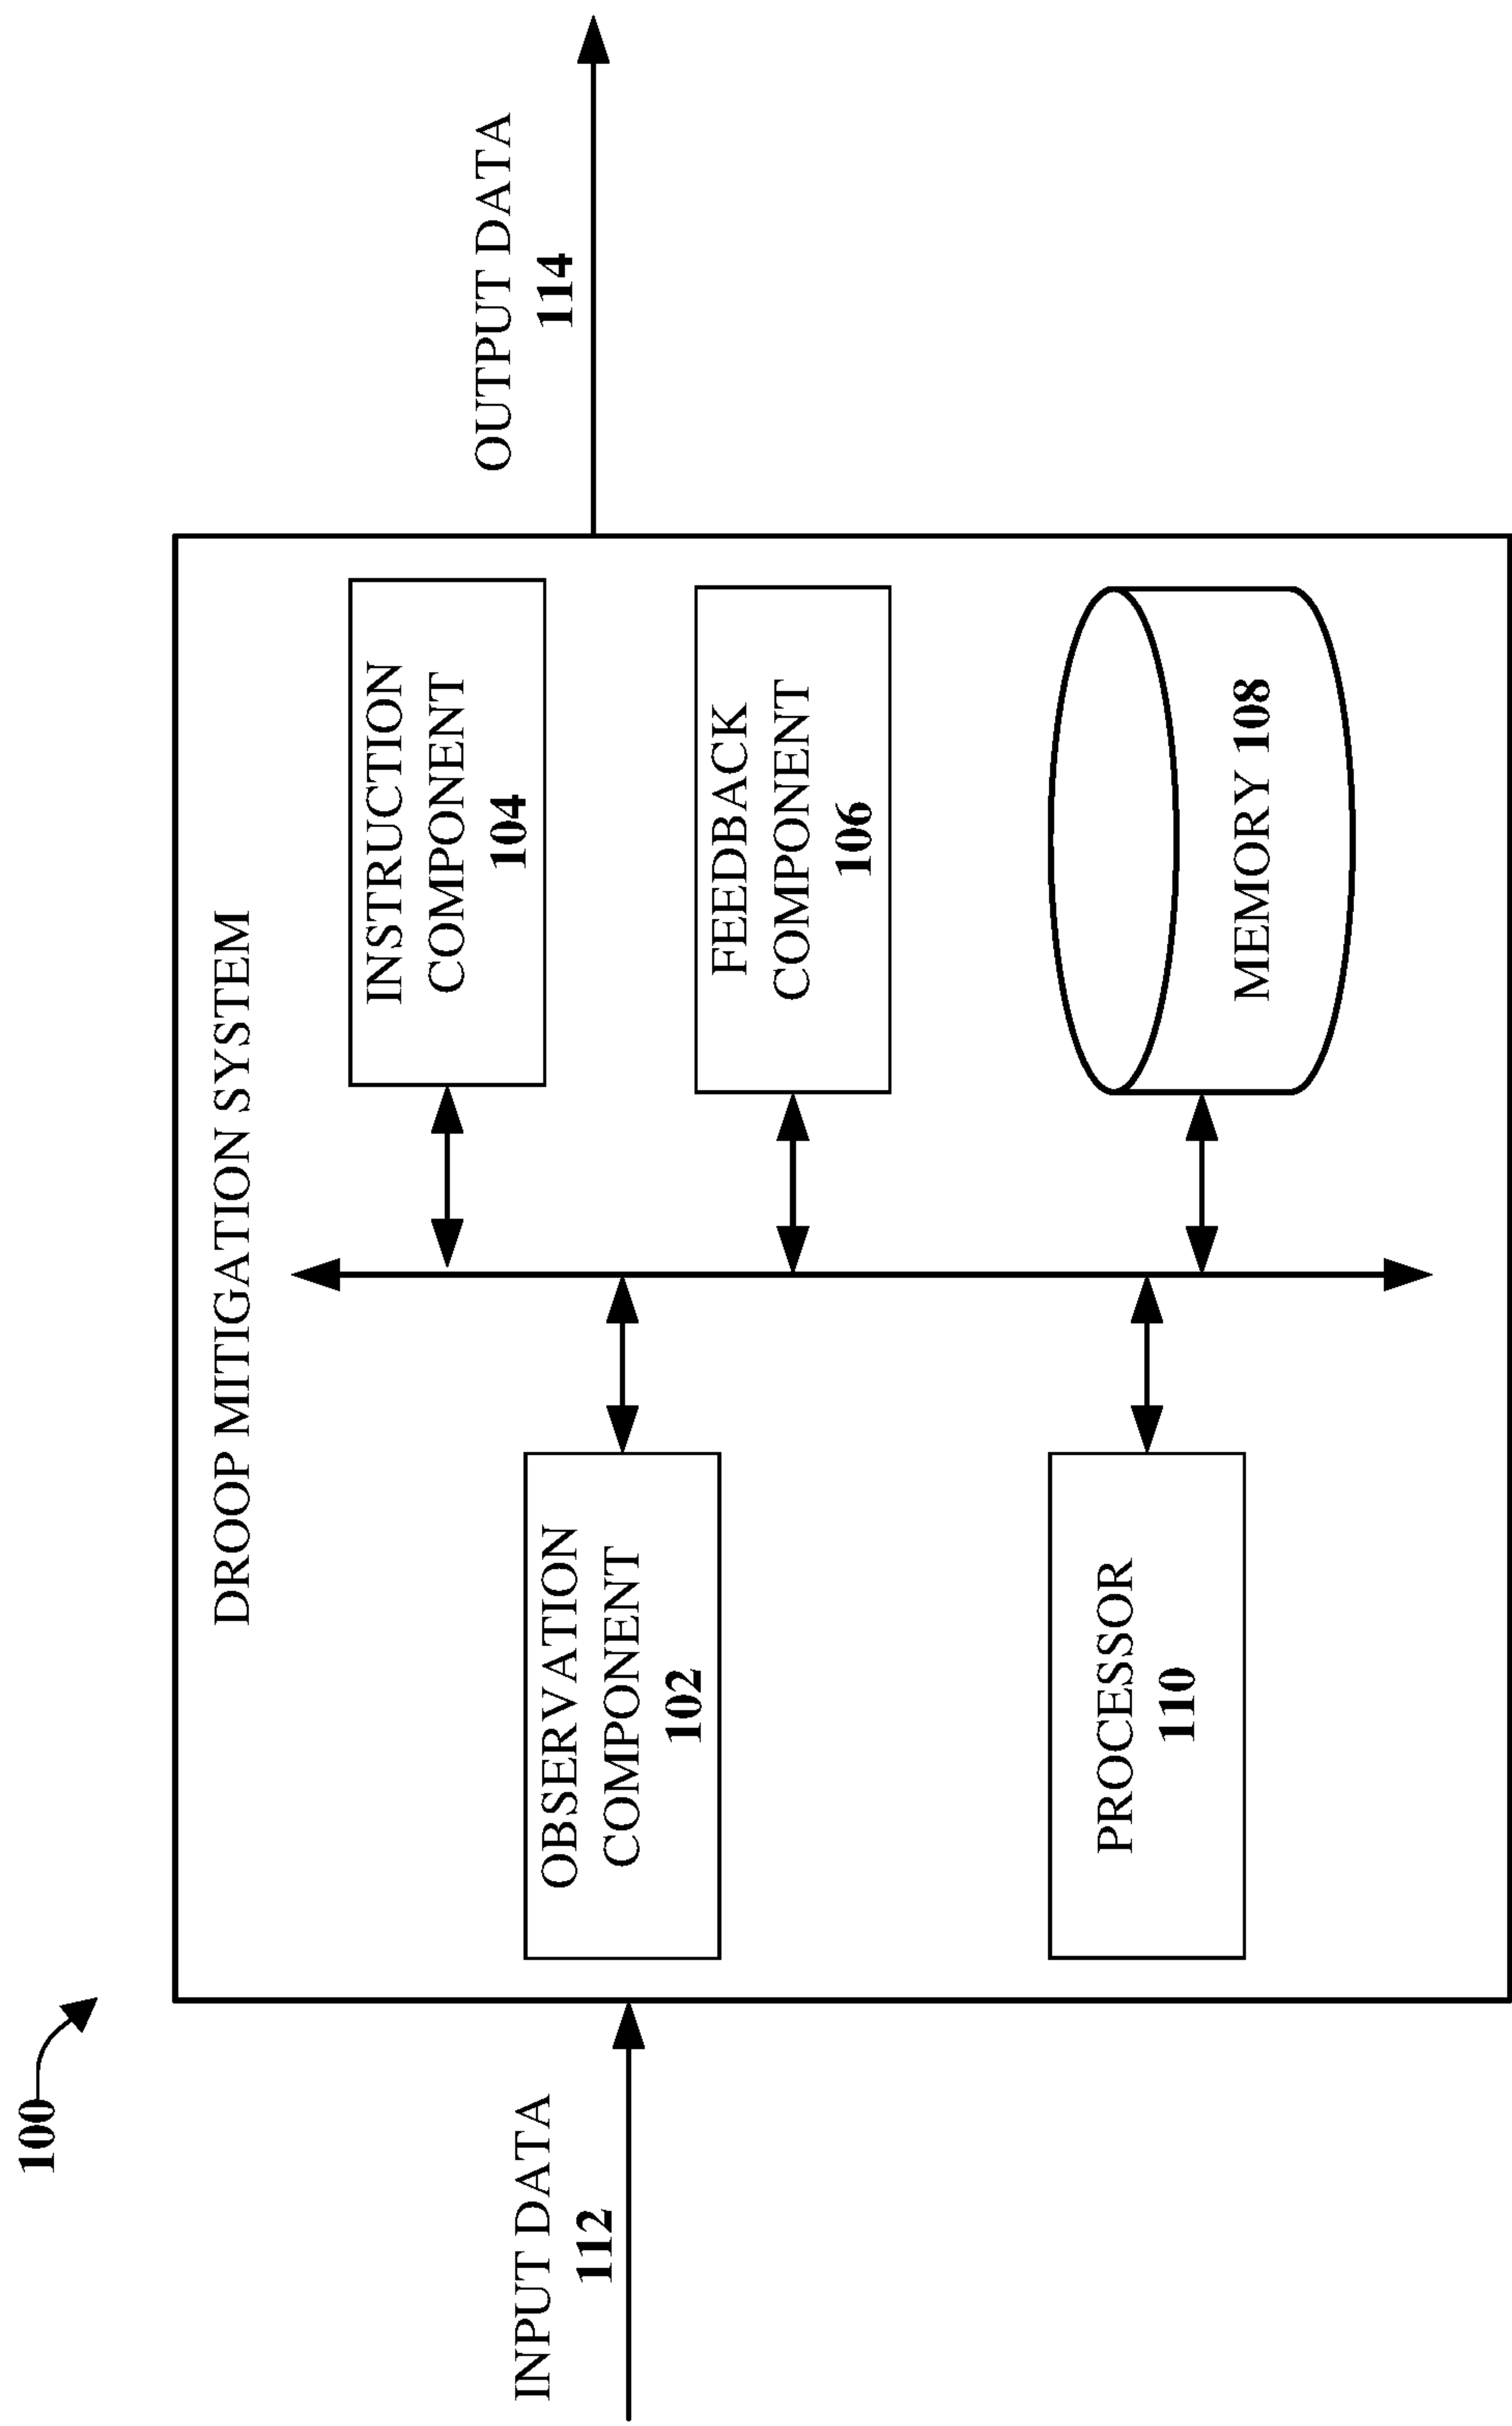 100
DROOP MITIGATION SYSTEM
INPUT DATA
112
OBSERVATION
COMPONENT
102
PROCESSOR
110
INSTRUCTION
COMPONENT
104
FEEDBACK
COMPONENT
106
MEMORY 108
OUTPUT DATA
114